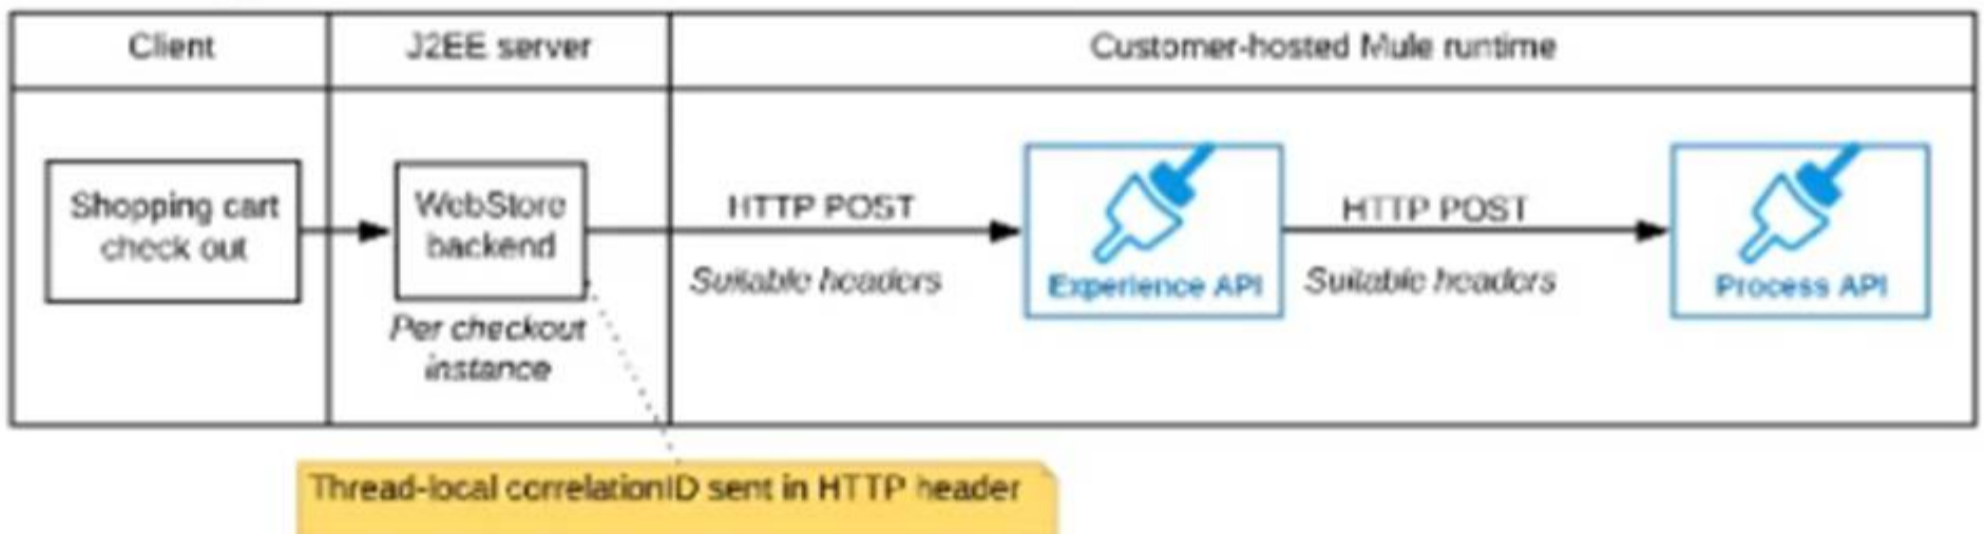 Client
J2EE server
Customer-hosted Mule runtime
Shopping cart
check out
WebStore
backend
Per checkout
instance
HTTP POST
Suitable headers
Experience API
HTTP POST
Suitable headers
Process API
Thread-local correlationID sent in HTTP header